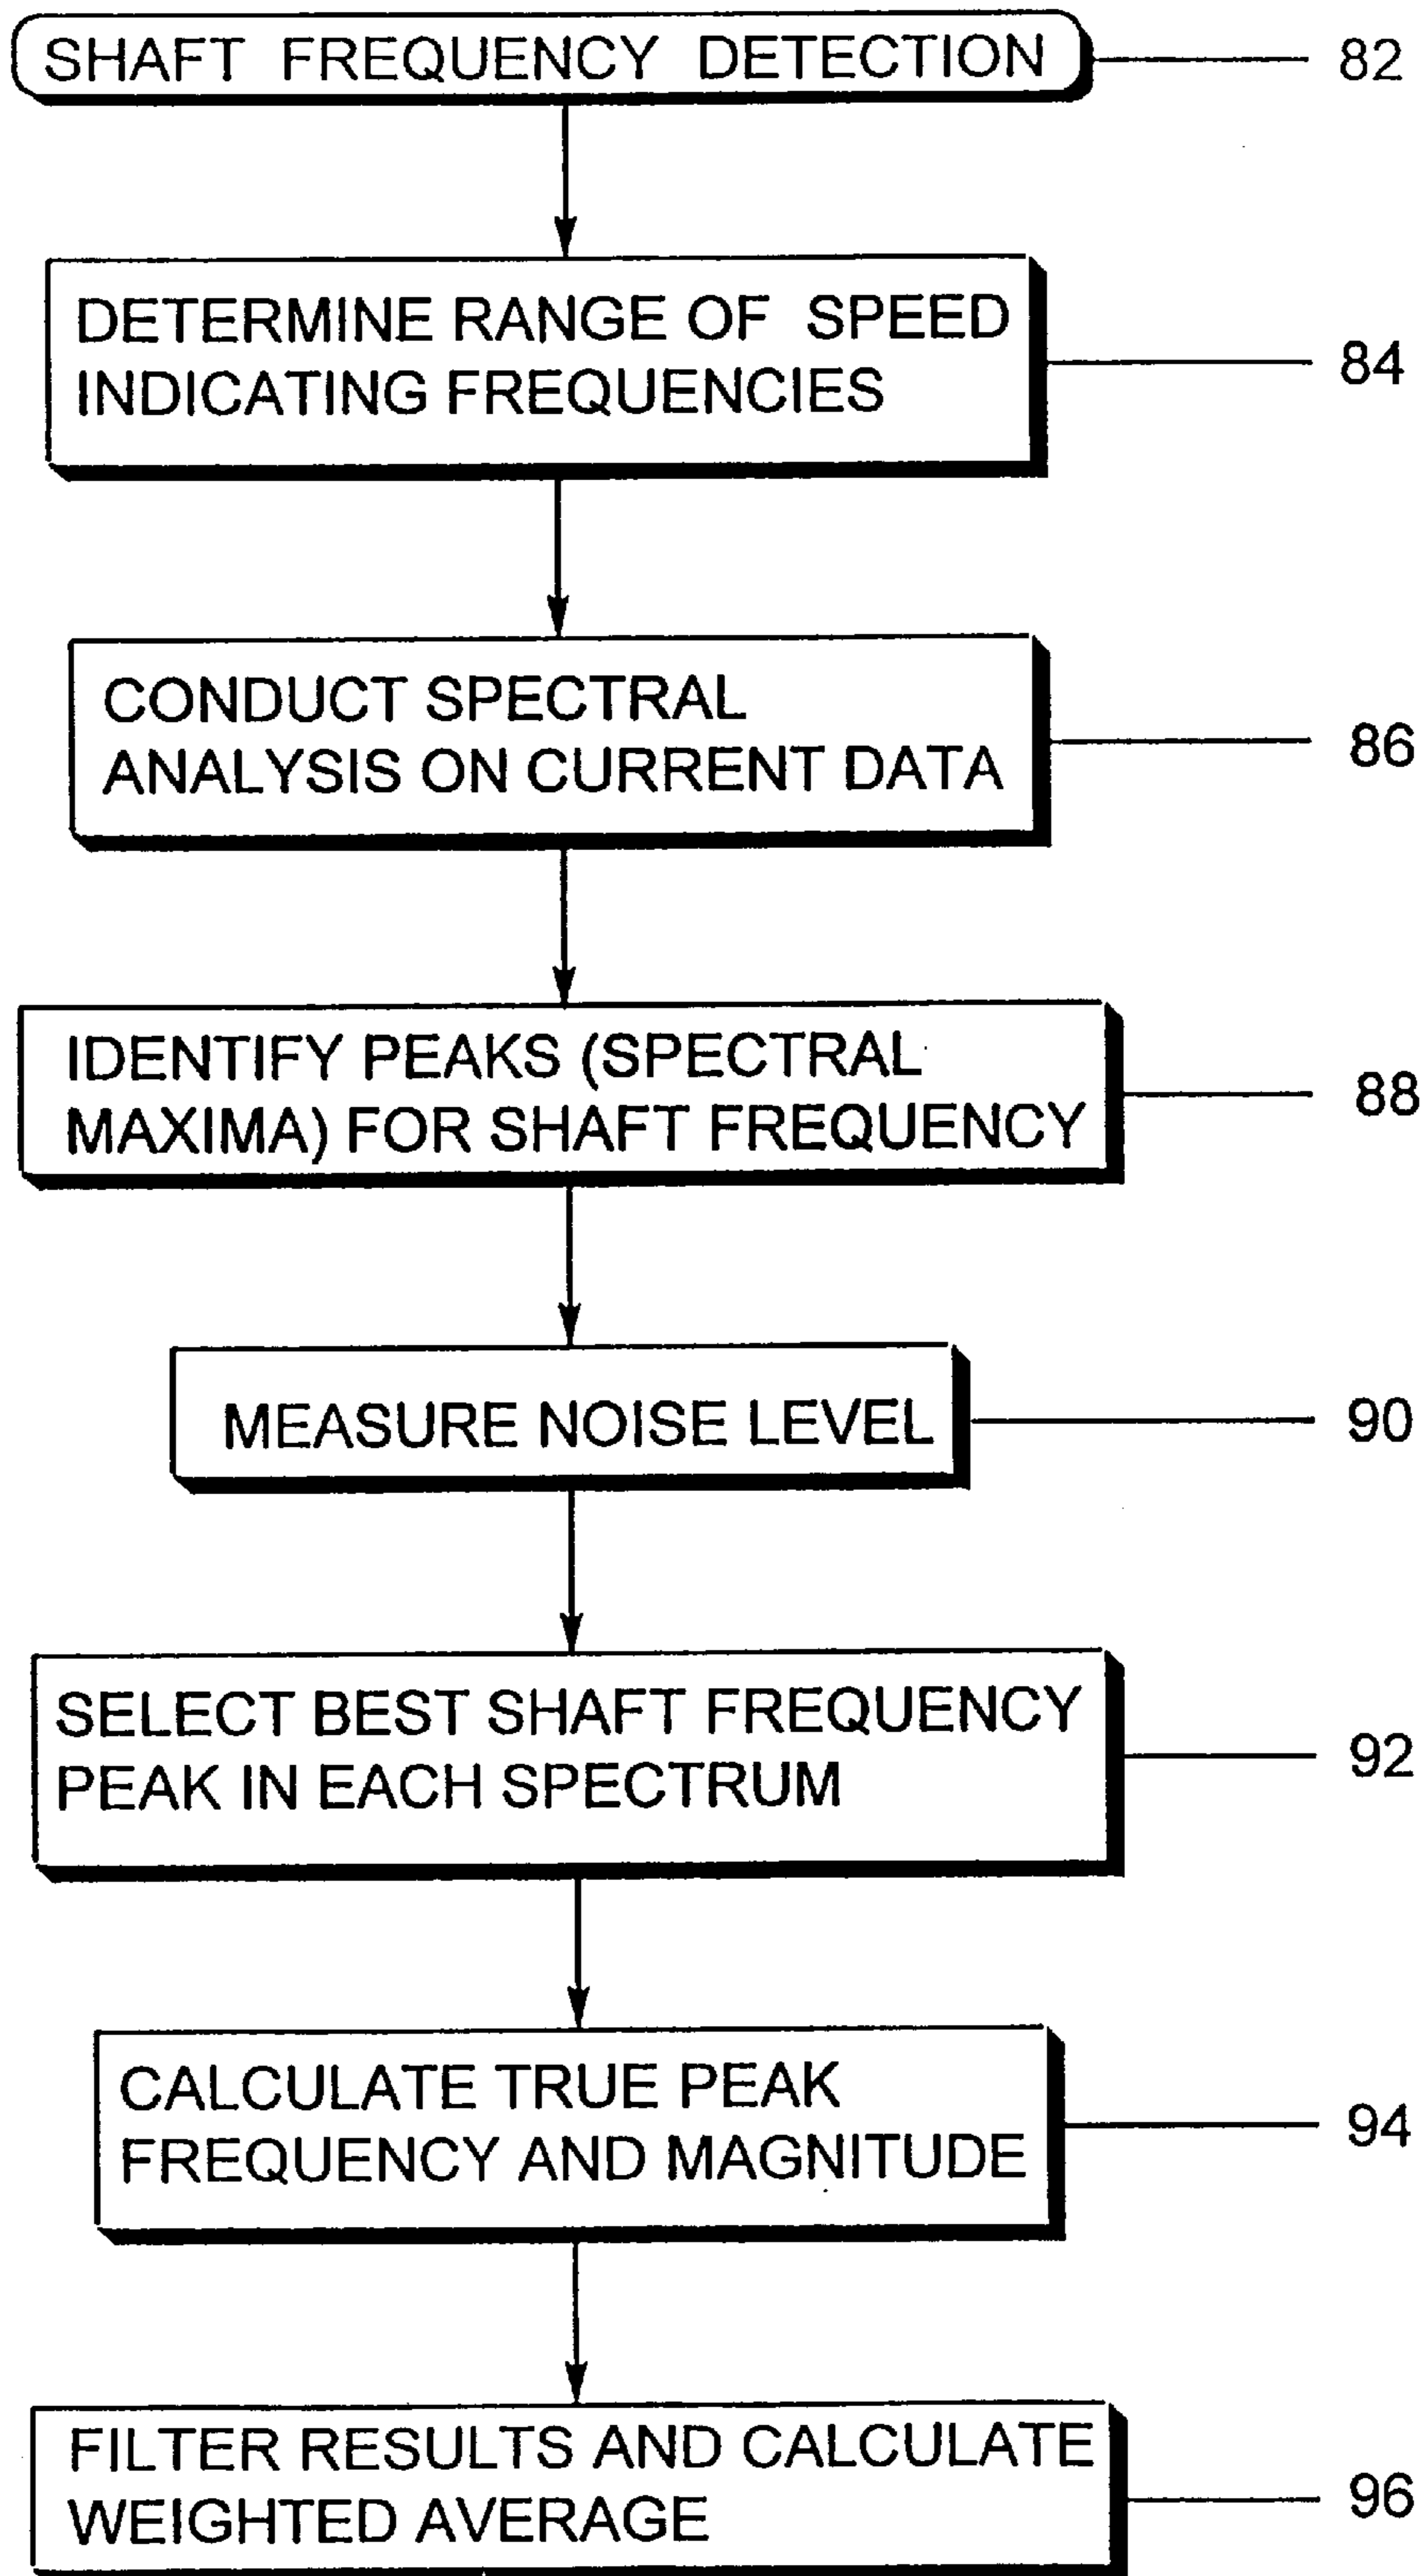 SHAFT FREQUENCY DETECTION
82
DETERMINE RANGE OF SPEED
INDICATING FREQUENCIES
84
CONDUCT SPECTRAL
ANALYSIS ON CURRENT DATA
86
IDENTIFY PEAKS (SPECTRAL
MAXIMA) FOR SHAFT FREQUENCY
88
MEASURE NOISE LEVEL
90
SELECT BEST SHAFT FREQUENCY
PEAK IN EACH SPECTRUM
92
CALCULATE TRUE PEAK
FREQUENCY AND MAGNITUDE
94
FILTER RESULTS AND CALCULATE
WEIGHTED AVERAGE
96